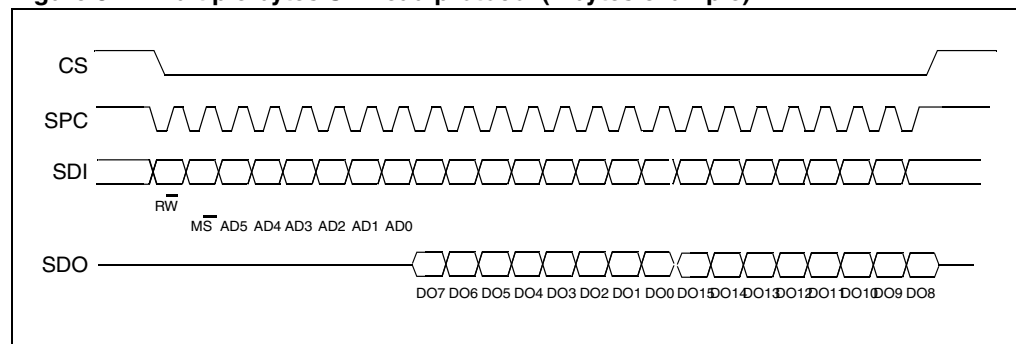 CS
SPC
SDI
RW
MS AD5 AD4 AD3 AD2 AD1 AD0
SDO
DO7 DO6 DO5 DO4 DO3 DO2 DO1 DO0 DO15 DO14 DO13 DO12 DO11 DO10 DO9 DO8